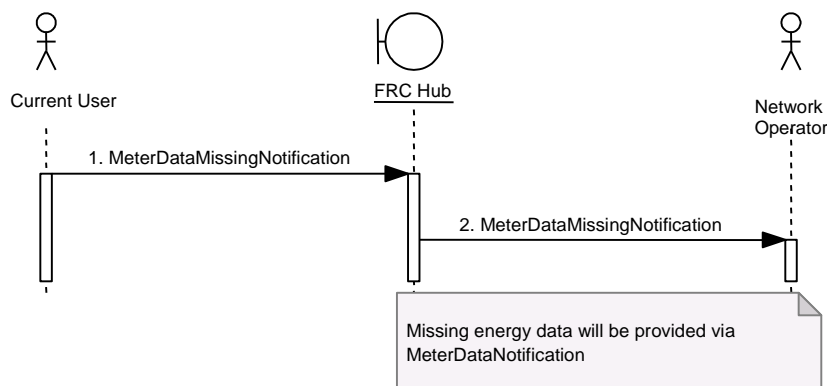 Current User
FRC Hub
Network
Operator
1. MeterDataMissingNotification
2. MeterDataMissingNotification
Missing energy data will be provided via
MeterDataNotification